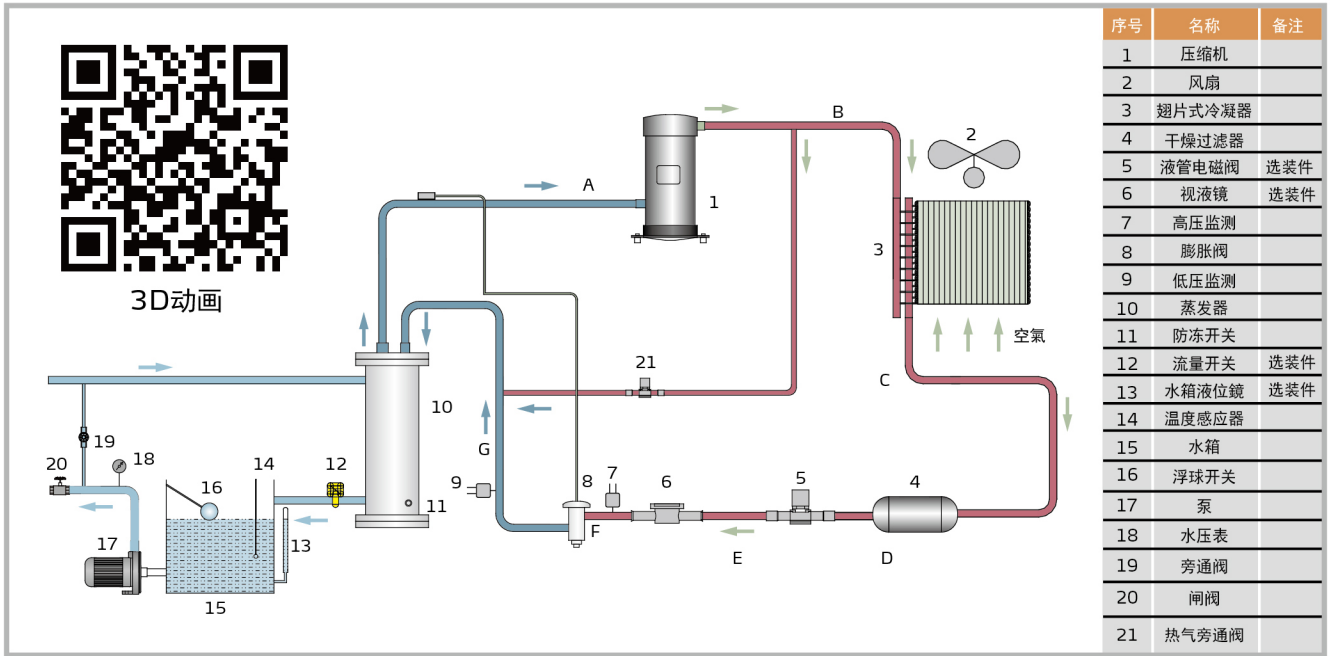 3D动画
A
B
1
2
3
空氣
C
21
10
G
19
20
18
14
16
12
11
9
8
7
6
5
4
F
E
D
17
13
15
序号 名称 备注
1 压缩机
2 风扇
3 翅片式冷凝器
4 干燥过滤器
5 液管电磁阀 选装件
6 视液镜 选装件
7 高压监测
8 膨胀阀
9 低压监测
10 蒸发器
11 防冻开关
12 流量开关 选装件
13 水箱液位鏡 选装件
14 温度感应器
15 水箱
16 浮球开关
17 泵
18 水压表
19 旁通阀
20 闸阀
21 热气旁通阀